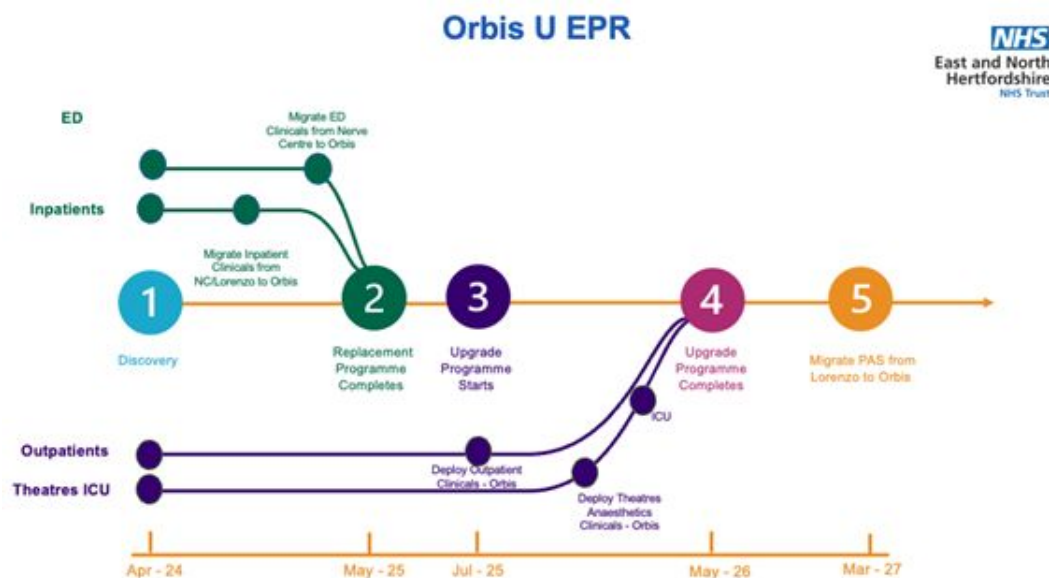 Orbis U EPR
NHS
East and North
Hertfordshire
NHS Trust
ED
Migrate ED
Clinicals from Nerve
Centre to Orbis
Inpatients
Migrate Inpatient
Clinicals from
NC/Lorenzo to Orbis
1
2
3
4
5
Discovery
Replacement
Programme
Completes
Upgrade
Programme
Starts
Upgrade
Programme
Completes
Migrate PAS from
Lorenzo to Orbis
ICU
Outpatients
Deploy Outpatient
Clinicals - Orbis
Theatres ICU
Deploy Theatres
Anaesthetics
Clinicals - Orbis
Apr - 24
May - 25
Jul - 25
May - 26
Mar - 27